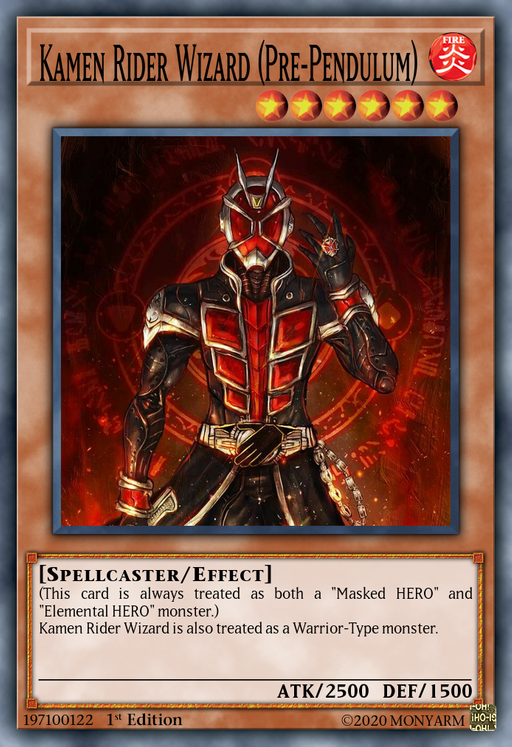 Kamen Rider Wizard (Pre-Pendulum)
FIRE
炎
[Spellcaster/Effect]
(This card is always treated as both a "Masked HERO" and
"Elemental HERO" monster.)
Kamen Rider Wizard is also treated as a Warrior-Type monster.
ATK/2500 DEF/1500
197100122 1st Edition ©2020 MONYARM